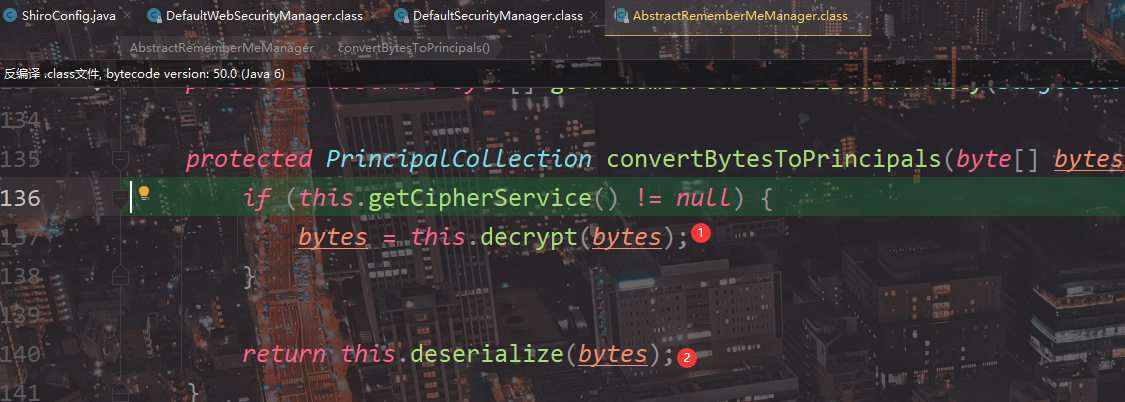 ShiroConfig.java DefaultWebSecurityManager.class DefaultSecurityManager.class AbstractRememberMeManager.class
AbstractRememberMeManager convertBytesToPrincipals()
反编译 .class文件, bytecode version: 50.0 (Java 6)
134
135 protected PrincipalCollection convertBytesToPrincipals(byte[] bytes
136 if (this.getCipherService() != null) {
137 bytes = this.decrypt(bytes); 1
138 }
139
140 return this.deserialize(bytes); 2
141 }